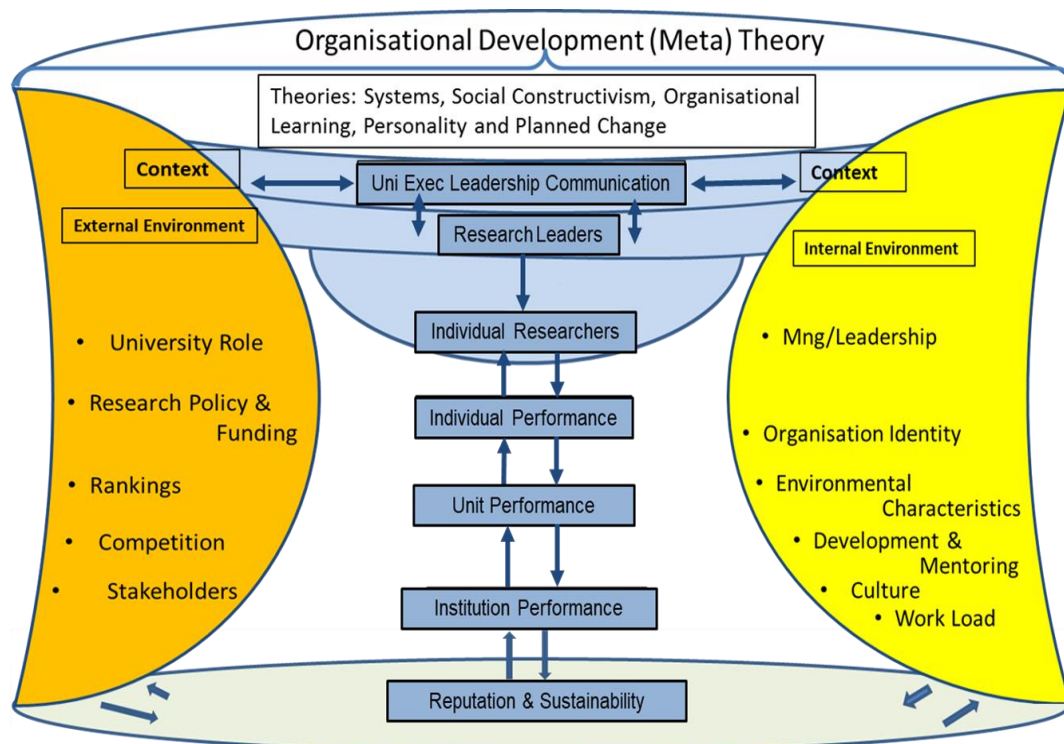 Organisational Development (Meta) Theory
Theories: Systems, Social Constructivism, Organisational
Learning, Personality and Planned Change
Context
Uni Exec Leadership Communication
Context
External Environment
Research Leaders
Internal Environment
• University Role
• Research Policy &
Funding
• Rankings
• Competition
• Stakeholders
Individual Researchers
Individual Performance
Unit Performance
Institution Performance
Reputation & Sustainability
• Mng/Leadership
• Organisation Identity
• Environmental
Characteristics
• Development &
Mentoring
• Culture
• Work Load